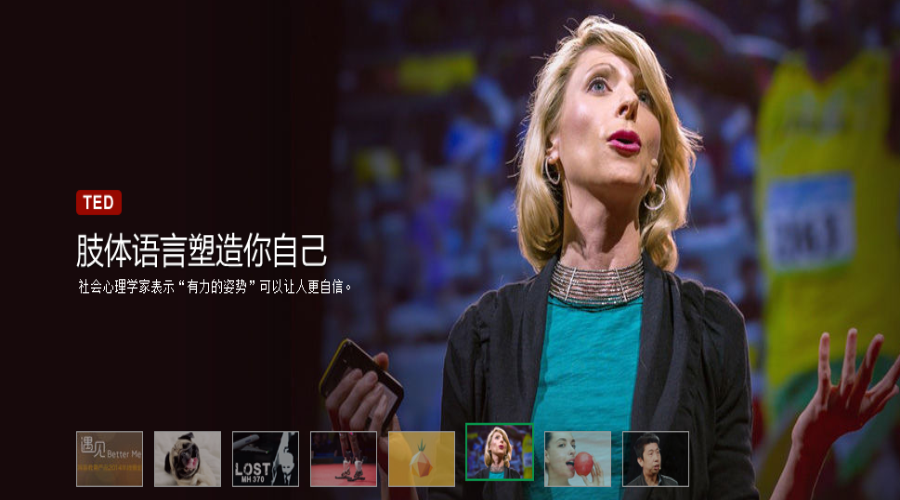 TED
肢体语言塑造你自己
社会心理学家表示“有力的姿势”可以让人更自信。
遇见 Better Me
LOST
MH 370